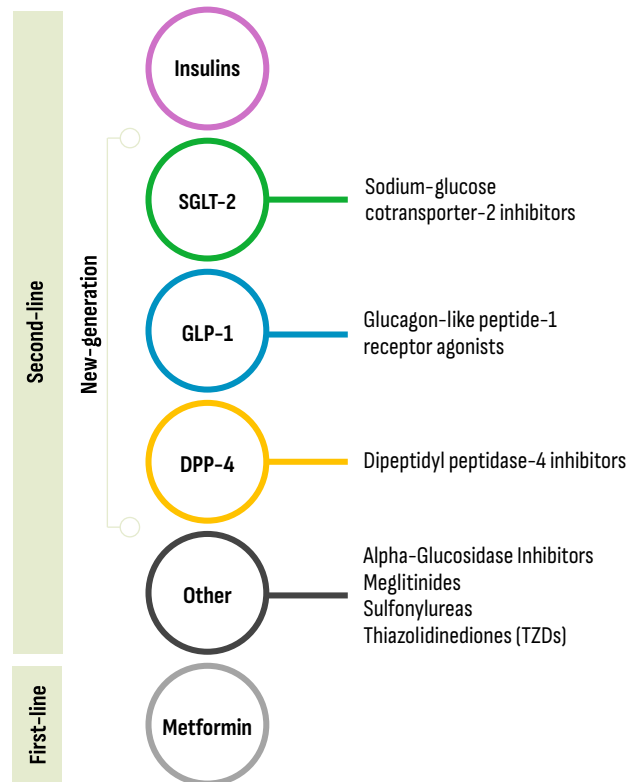 Second-line
New-generation
Insulins
SGLT-2
Sodium-glucose
cotransporter-2 inhibitors
GLP-1
Glucagon-like peptide-1
receptor agonists
DPP-4
Dipeptidyl peptidase-4 inhibitors
Other
Alpha-Glucosidase Inhibitors
Meglitinides
Sulfonylureas
Thiazolidinediones (TZDs)
First-line
Metformin